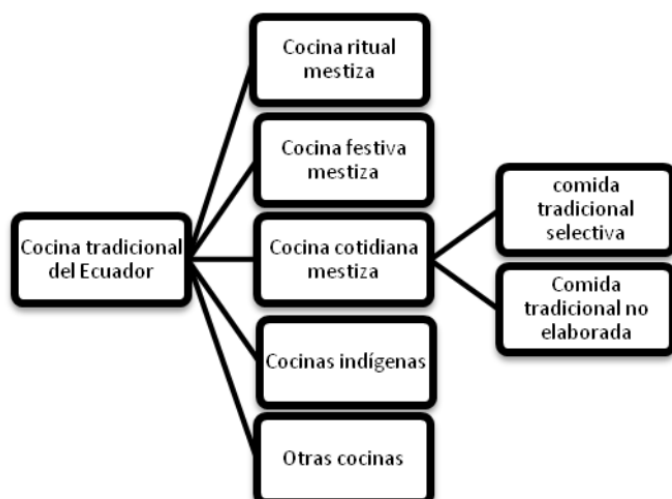 Cocina tradicional
del Ecuador
Cocina ritual
mestiza
Cocina festiva
mestiza
Cocina cotidiana
mestiza
Cocinas indígenas
Otras cocinas
comida
tradicional
selectiva
Comida
tradicional no
elaborada